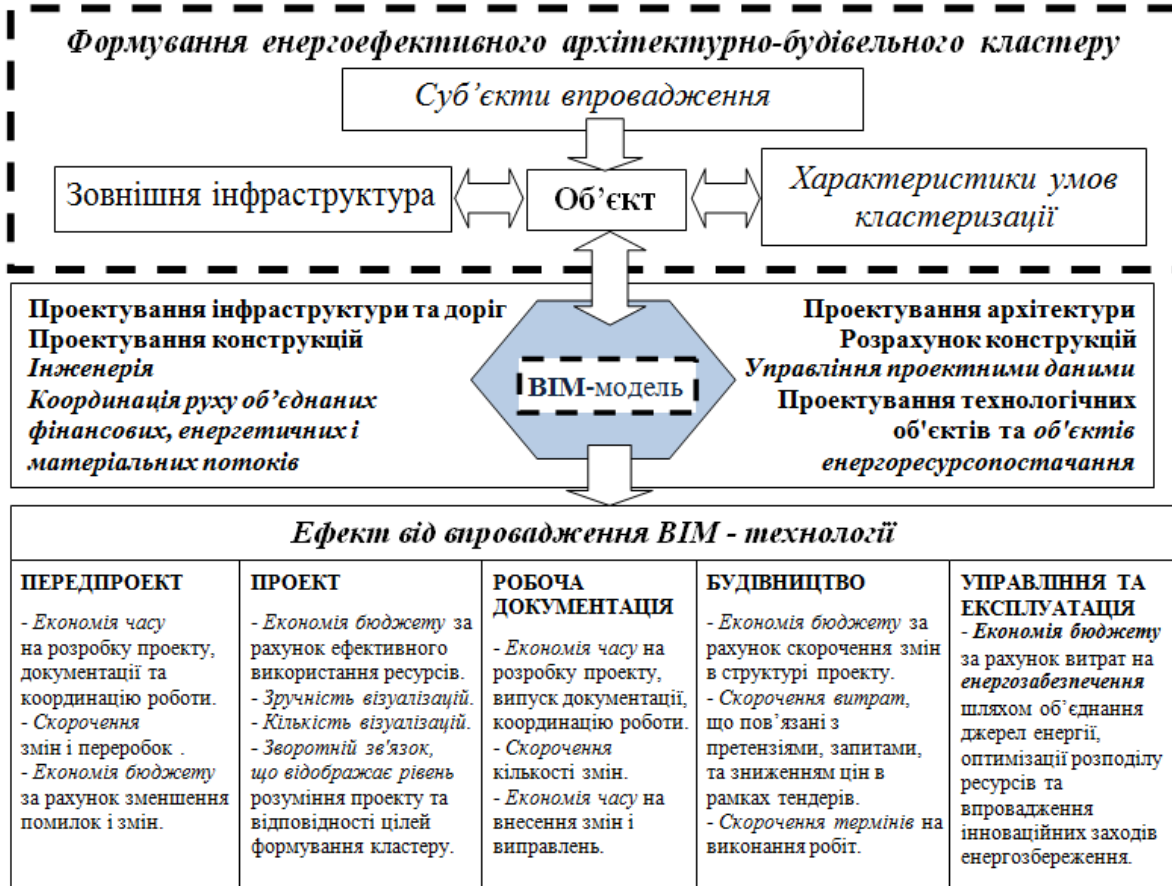 Формування енергоефективного архітектурно-будівельного кластеру
Суб’єкти впровадження
Зовнішня інфраструктура
Об’єкт
Характеристики умов
кластеризації
Проектування інфраструктури та доріг
Проектування конструкцій
Інженерія
Координація руху об’єднаних
фінансових, енергетичних і
матеріальних потоків
ВІМ-модель
Проектування архітектури
Розрахунок конструкцій
Управління проектними даними
Проектування технологічних
об'єктів та об'єктів
енергоресурсопостачання
Ефект від впровадження ВІМ - технології
ПЕРЕДПРОЕКТ
- Економія часу
на розробку проекту,
документації та
координацію роботи.
- Скорочення
змін і переробок .
- Економія бюджету
за рахунок зменшення
помилок і змін.
ПРОЕКТ
- Економія бюджету за
рахунок ефективного
використання ресурсів.
- Зручність візуалізацій.
- Кількість візуалізацій.
- Зворотній зв'язок,
що відображає рівень
розуміння проекту та
відповідності цілей
формування кластеру.
РОБОЧА
ДОКУМЕНТАЦІЯ
- Економія часу на
розробку проекту,
випуск документації,
координацію роботи.
- Скорочення
кількості змін.
- Економія часу на
внесення змін і
виправлень.
БУДІВНИЦТВО
- Економія бюджету за
рахунок скорочення змін
в структурі проекту.
- Скорочення витрат,
що пов’язані з
претензіями, запитами,
та зниженням цін в
рамках тендерів.
- Скорочення термінів на
виконання робіт.
УПРАВЛІННЯ ТА
ЕКСПЛУАТАЦІЯ
- Економія бюджету
за рахунок витрат на
енергозабезпечення
шляхом об’єднання
джерел енергії,
оптимізації розподілу
ресурсів та
впровадження
інноваційних заходів
енергозбереження.